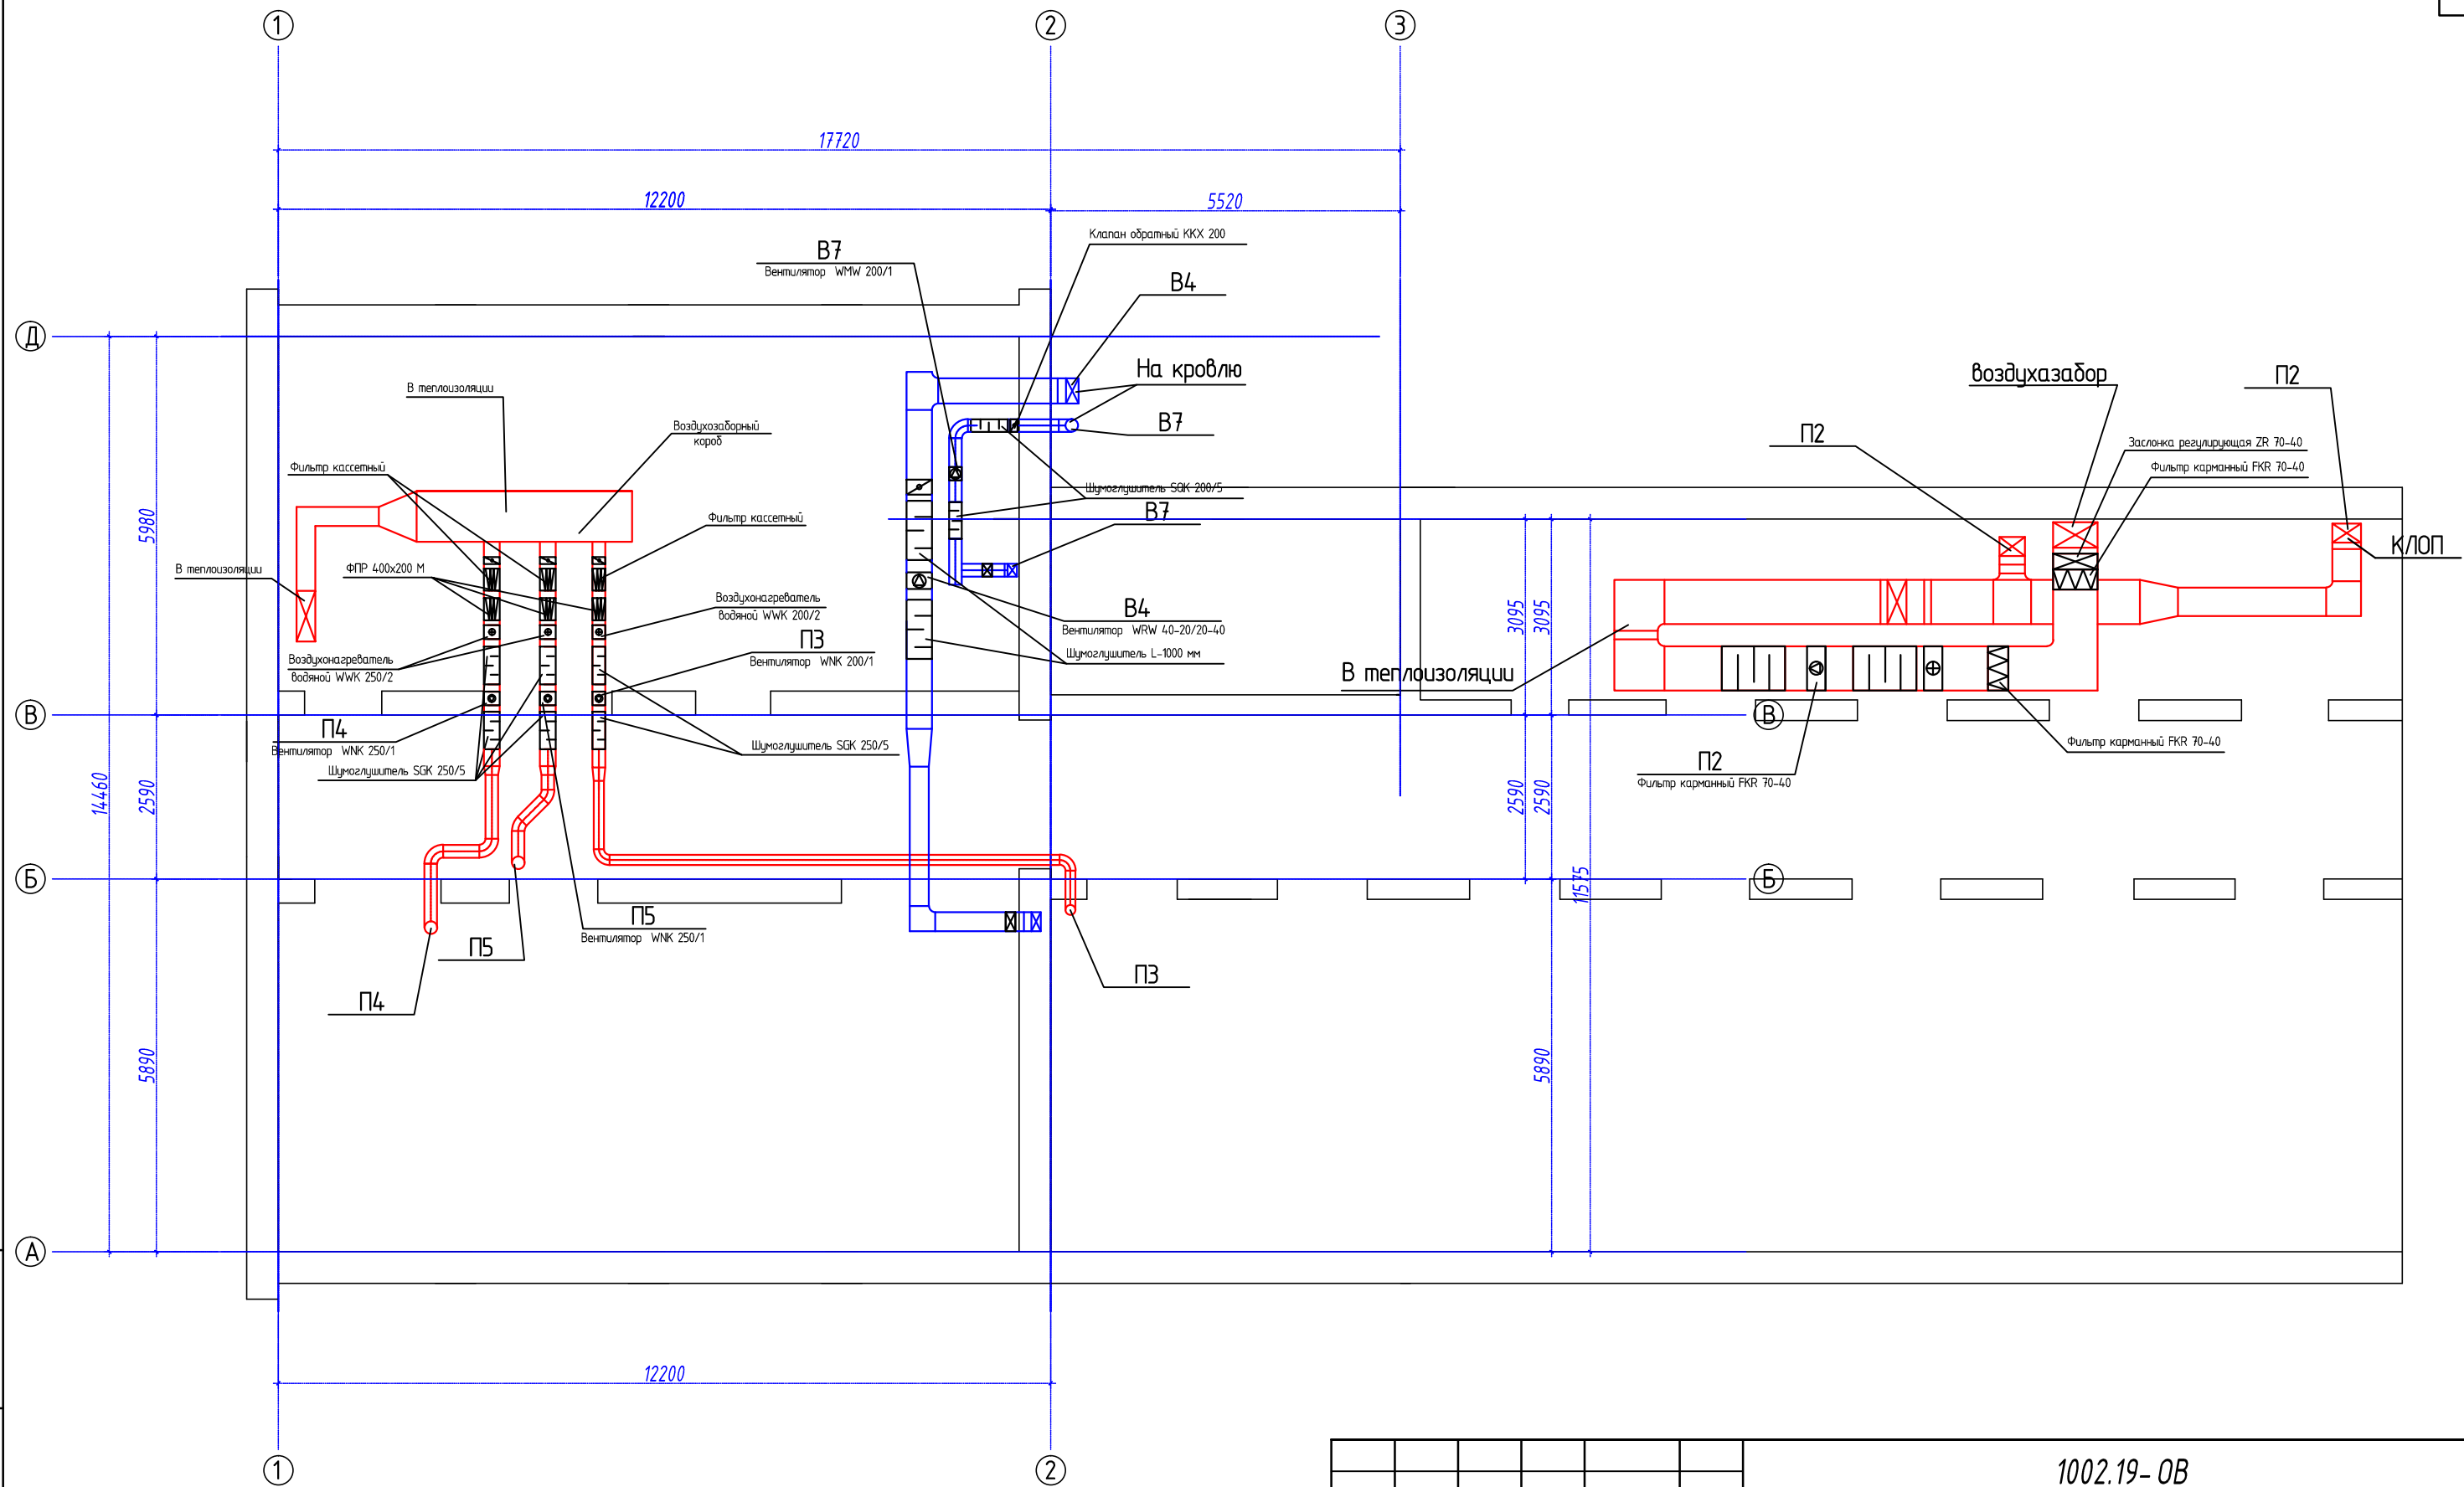 1
2
3
17720
12200
5520
В7
Вентилятор WMW 200/1
Клапан обратный ККХ 200
В4
Д
На кровлю
В7
воздухазабор
П2
П2
В теплоизоляции
Воздухозаборный
короб
Фильтр кассетный
Заслонка регулирующая ZR 70-40
Фильтр карманный FKR 70-40
Шумоглушитель SGK 200/5
В7
Фильтр кассетный
КЛОП
5980
В теплоизоляции
ФПР 400х200 М
Воздухонагреватель
водяной WWK 200/2
В4
Вентилятор WRW 40-20/20-40
3095
3095
П3
Вентилятор WNK 200/1
Шумоглушитель L-1000 мм
Воздухонагреватель
водяной WWK 250/2
В теплоизоляции
В
В
П4
Вентилятор WNK 250/1
Шумоглушитель SGK 250/5
Шумоглушитель SGK 250/5
Фильтр карманный FKR 70-40
П2
Фильтр карманный FKR 70-40
14460
2590
2590
2590
Б
Б
11575
П5
Вентилятор WNK 250/1
П5
П3
П4
5890
5890
А
12200
1
2
1002.19- ОВ